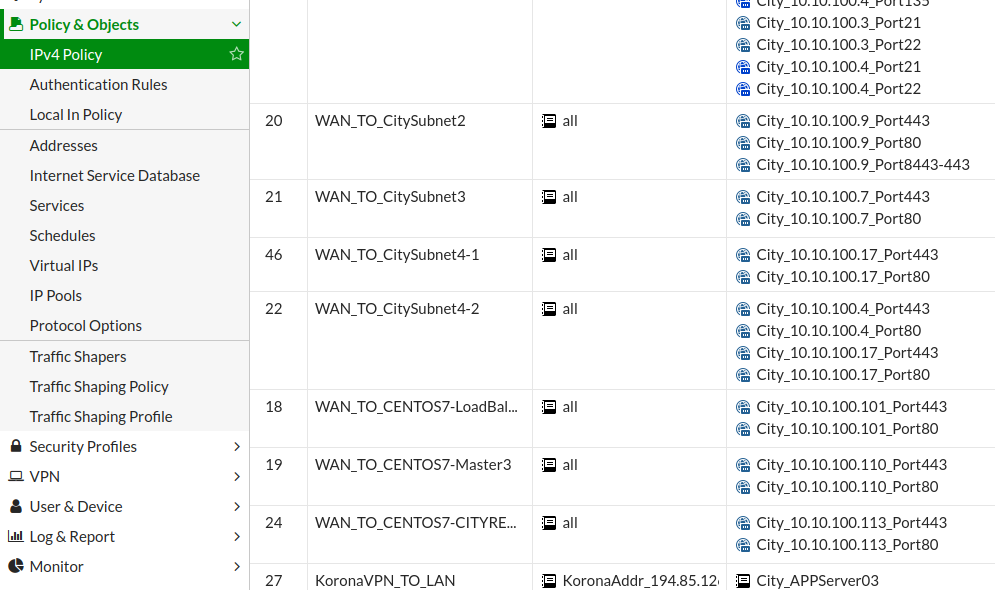 Policy & Objects
IPv4 Policy
Authentication Rules
Local In Policy
Addresses
Internet Service Database
Services
Schedules
Virtual IPs
IP Pools
Protocol Options
Traffic Shapers
Traffic Shaping Policy
Traffic Shaping Profile
Security Profiles
VPN
User & Device
Log & Report
Monitor
City_10.10.100.4_Port135
City_10.10.100.3_Port21
City_10.10.100.3_Port22
City_10.10.100.4_Port21
City_10.10.100.4_Port22
20 WAN_TO_CitySubnet2 all City_10.10.100.9_Port443
City_10.10.100.9_Port80
City_10.10.100.9_Port8443-443
21 WAN_TO_CitySubnet3 all City_10.10.100.7_Port443
City_10.10.100.7_Port80
46 WAN_TO_CitySubnet4-1 all City_10.10.100.17_Port443
City_10.10.100.17_Port80
22 WAN_TO_CitySubnet4-2 all City_10.10.100.4_Port443
City_10.10.100.4_Port80
City_10.10.100.17_Port443
City_10.10.100.17_Port80
18 WAN_TO_CENTOS7-LoadBal... all City_10.10.100.101_Port443
City_10.10.100.101_Port80
19 WAN_TO_CENTOS7-Master3 all City_10.10.100.110_Port443
City_10.10.100.110_Port80
24 WAN_TO_CENTOS7-CITYRE... all City_10.10.100.113_Port443
City_10.10.100.113_Port80
27 KoronaVPN_TO_LAN KoronaAddr_194.85.12 City_APPServer03